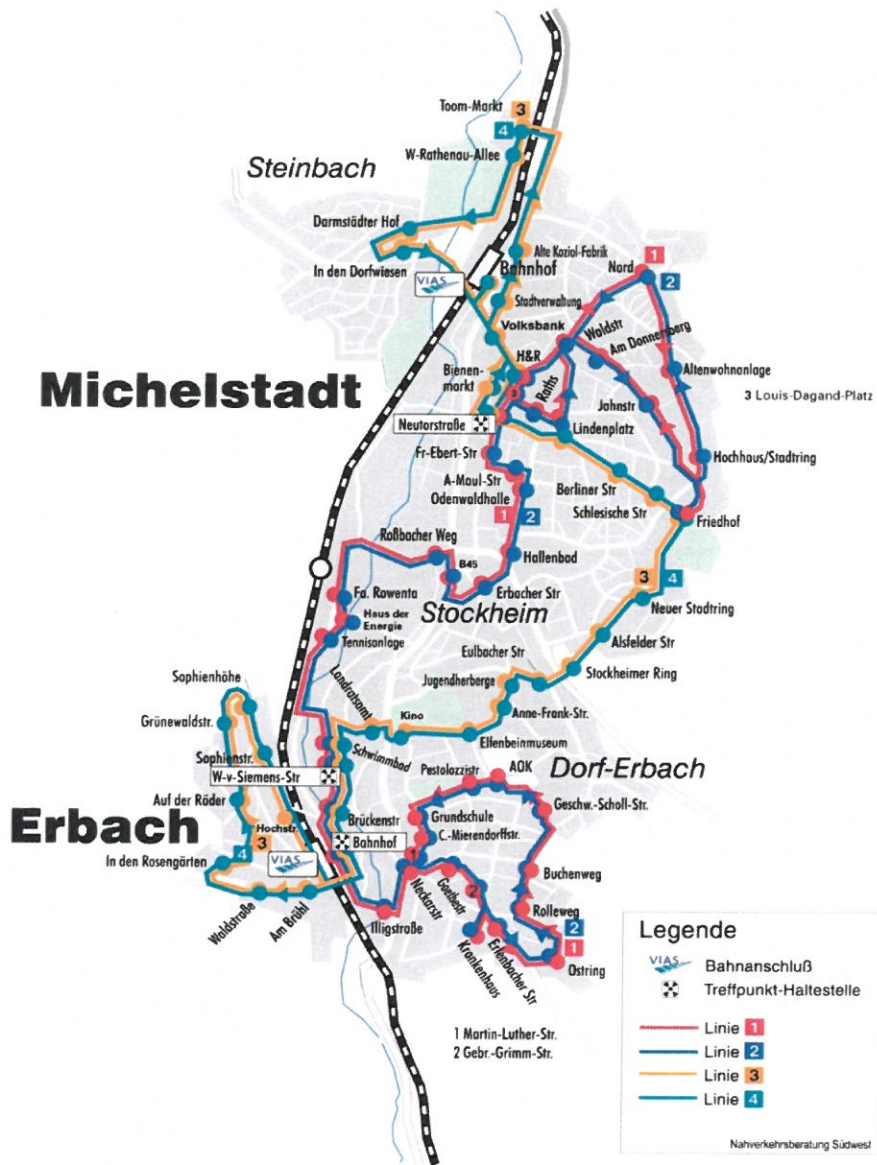 Toom-Markt
3
4
W-Rathenau-Allee
Steinbach
Darmstädter Hof
In den Dorfwiesen
Alte Koziol-Fabrik
Bahnhof
VIAS
Stadtverwaltung
Nord
1
2
Volksbank
Waldstr
Am Donnersberg
H&R
Bienen-
markt
Altenwohnanlage
Michelstadt
3
Raths
3 Louis-Dagand-Platz
Jahnstr
Neutorstraße
Lindenplatz
Fr-Ebert-Str
Hochhaus/Stadtring
A-Maul-Str
Odenwaldhalle
Berliner Str
Schlesische Str
1
2
Friedhof
Roßbacher Weg
Hallenbad
B45
3
4
Fa. Rowenta
Erbacher Str
Neuer Stadtring
Haus der
Energie
Stockheim
Tennisanlage
Alsfelder Str
Eulbacher Str
Stockheimer Ring
Sophienhöhe
Landratsamt
Jugendherberge
Grünewaldstr.
Kino
Anne-Frank-Str.
Sophienstr.
Schwimmbad
Elfenbeinmuseum
W-v-Siemens-Str
Pestolozzistr
AOK
Dorf-Erbach
Auf der Räder
Geschw.-Scholl-Str.
Erbach
Hochstr.
Brückenstr
Grundschule
C.-Mierendorffstr.
3
4
Bahnhof
In den Rosengärten
VIAS
1
Buchenweg
Neckarstr
Goethestr
2
Waldstraße
Am Brühl
Illigstraße
Rolleweg
2
1
Krankenhaus
Erlenbacher Str
Ostring
1 Martin-Luther-Str.
2 Gebr.-Grimm-Str.
Legende
VIAS Bahnanschluß
Treffpunkt-Haltestelle
Linie 1
Linie 2
Linie 3
Linie 4
Nahverkehrsberatung Südwest